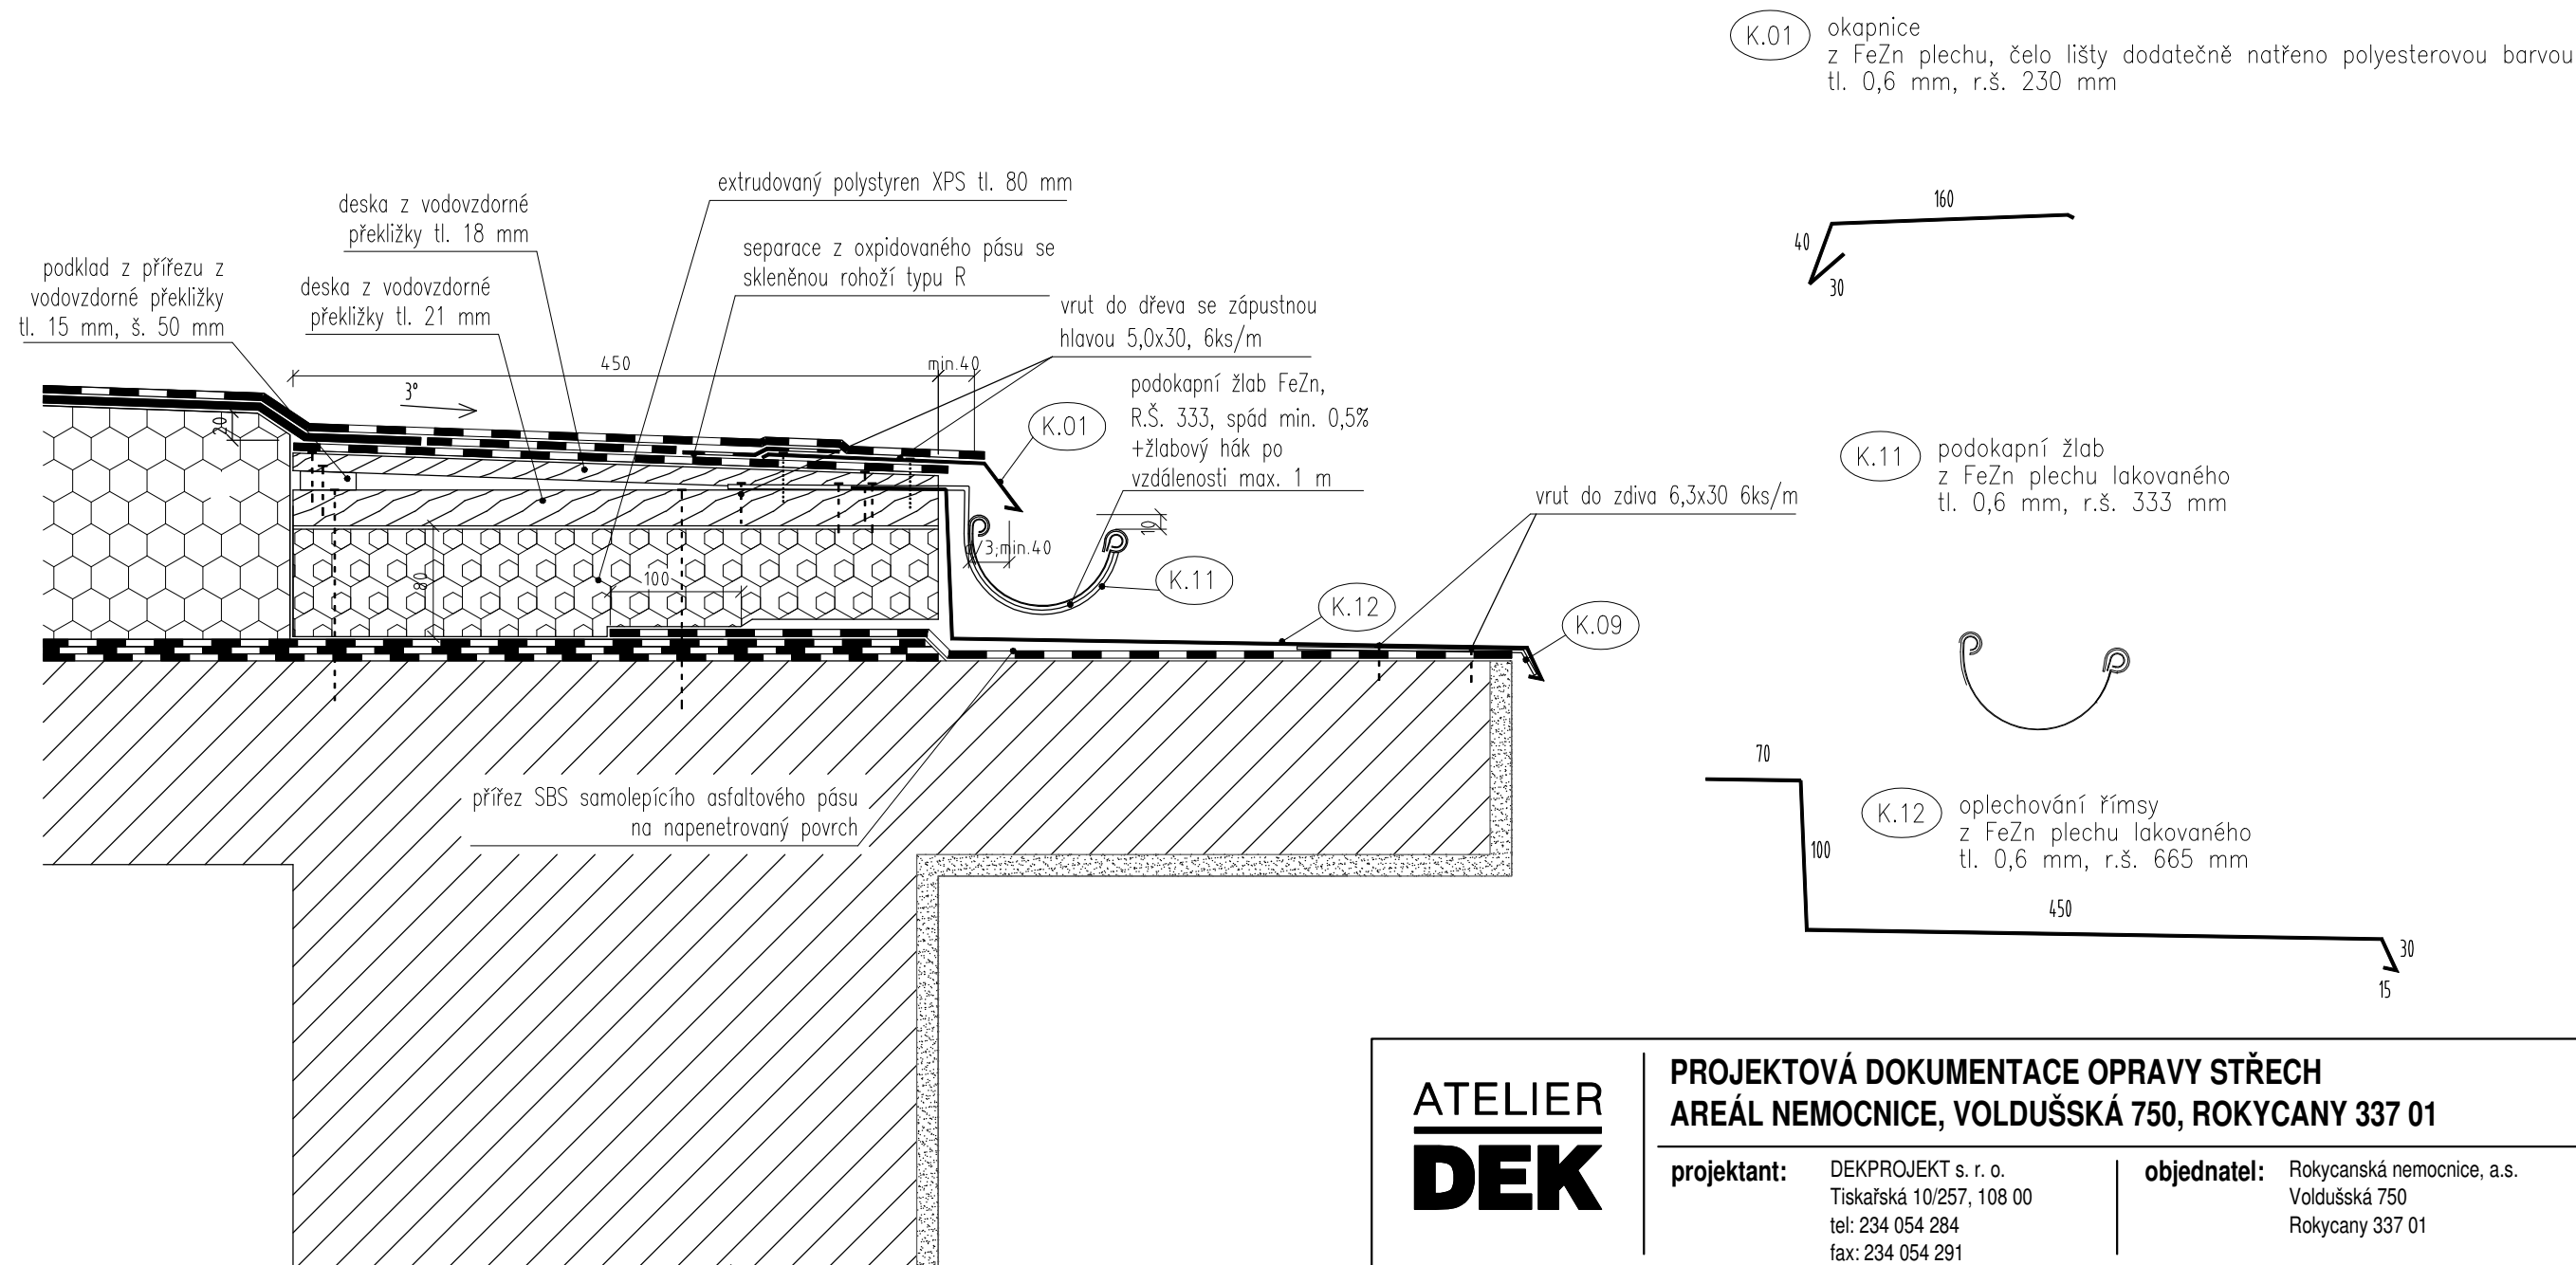 K.01
okapnice
z FeZn plechu, čelo lišty dodatečně natřeno polyesterovou barvou
tl. 0,6 mm, r.š. 230 mm
160
40
30
extrudovaný polystyren XPS tl. 80 mm
deska z vodovzdorné
překližky tl. 18 mm
separace z oxpidovaného pásu se
skleněnou rohoží typu R
podklad z přířezu z
vodovzdorné překližky
tl. 15 mm, š. 50 mm
deska z vodovzdorné
překližky tl. 21 mm
vrut do dřeva se zápustnou
hlavou 5,0x30, 6ks/m
450
min.40
3°
20
K.01
podokapní žlab FeZn,
R.Š. 333, spád min. 0,5%
+žlabový hák po
vzdálenosti max. 1 m
K.11
podokapní žlab
z FeZn plechu lakovaného
tl. 0,6 mm, r.š. 333 mm
vrut do zdiva 6,3x30 6ks/m
10
/3;min.40
80
100
K.11
K.12
K.09
přířez SBS samolepícího asfaltového pásu
na napenetrovaný povrch
70
100
K.12
oplechování římsy
z FeZn plechu lakovaného
tl. 0,6 mm, r.š. 665 mm
450
30
15
ATELIER
DEK
PROJEKTOVÁ DOKUMENTACE OPRAVY STŘECH
AREÁL NEMOCNICE, VOLDUŠSKÁ 750, ROKYCANY 337 01
projektant:
DEKPROJEKT s. r. o.
Tiskařská 10/257, 108 00
tel: 234 054 284
fax: 234 054 291
objednatel:
Rokycanská nemocnice, a.s.
Voldušská 750
Rokycany 337 01